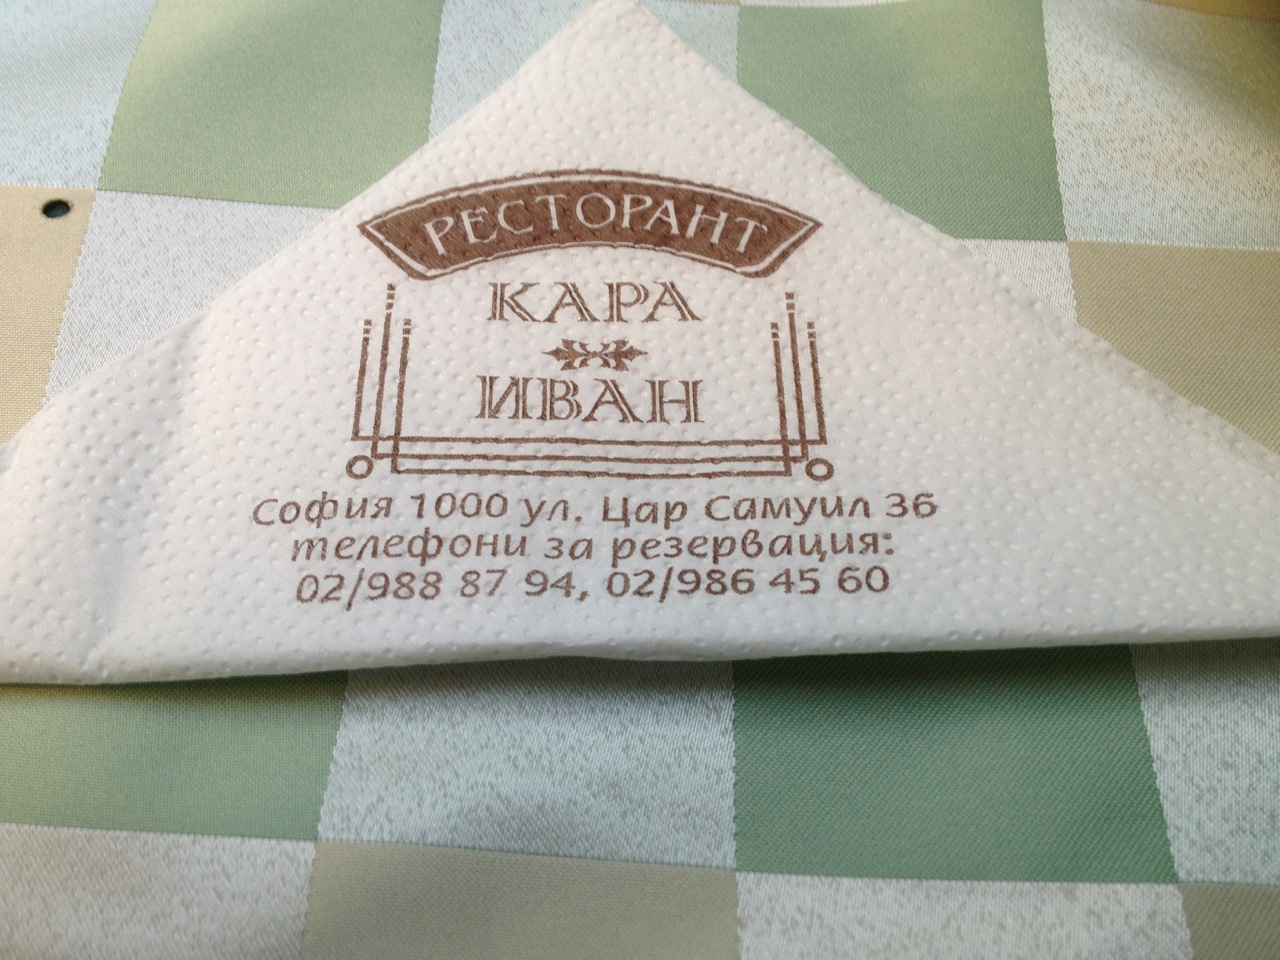 РЕСТОРАНТ
КАРА
ИВАН
София 1000 ул. Цар Самуил 36
телефони за резервация:
02/988 87 94, 02/986 45 60